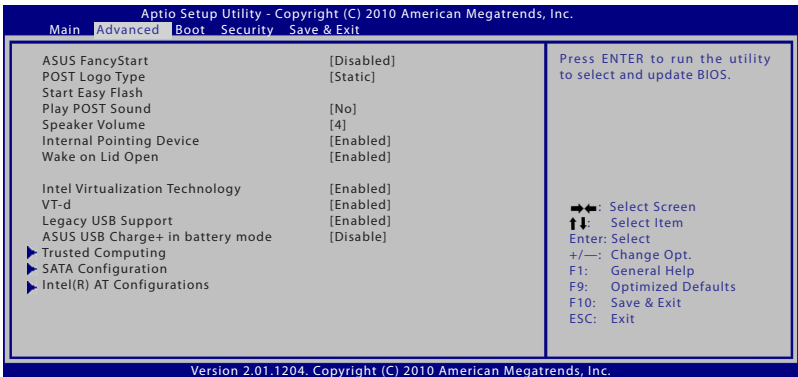 Aptio Setup Utility - Copyright (C) 2010 American Megatrends, Inc.
Main Advanced Boot Security Save & Exit
ASUS FancyStart [Disabled]
POST Logo Type [Static]
Start Easy Flash
Play POST Sound [No]
Speaker Volume [4]
Internal Pointing Device [Enabled]
Wake on Lid Open [Enabled]
Intel Virtualization Technology [Enabled]
VT-d [Enabled]
Legacy USB Support [Enabled]
ASUS USB Charge+ in battery mode [Disable]
Trusted Computing
SATA Configuration
Intel(R) AT Configurations
Press ENTER to run the utility
to select and update BIOS.
→←: Select Screen
↑↓: Select Item
Enter: Select
+/—: Change Opt.
F1: General Help
F9: Optimized Defaults
F10: Save & Exit
ESC: Exit
Version 2.01.1204. Copyright (C) 2010 American Megatrends, Inc.